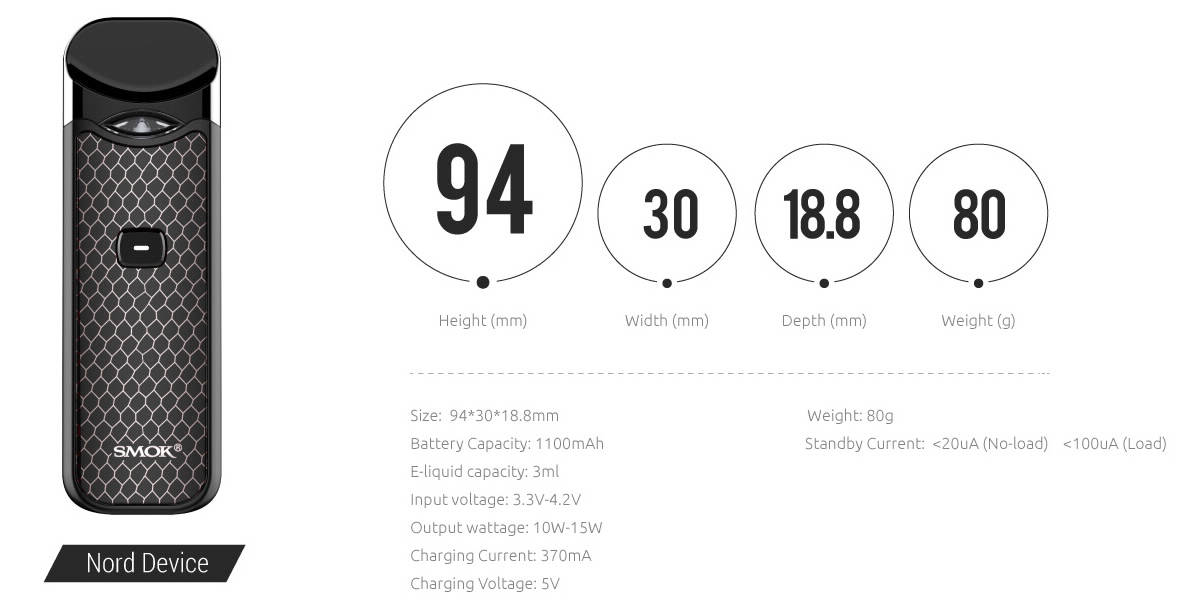 SMOK®
Nord Device
94
30
18.8
80
Height (mm)
Width (mm)
Depth (mm)
Weight (g)
Size: 94*30*18.8mm
Battery Capacity: 1100mAh
E-liquid capacity: 3ml
Input voltage: 3.3V-4.2V
Output wattage: 10W-15W
Charging Current: 370mA
Charging Voltage: 5V
Weight: 80g
Standby Current: <20uA (No-load) <100uA (Load)